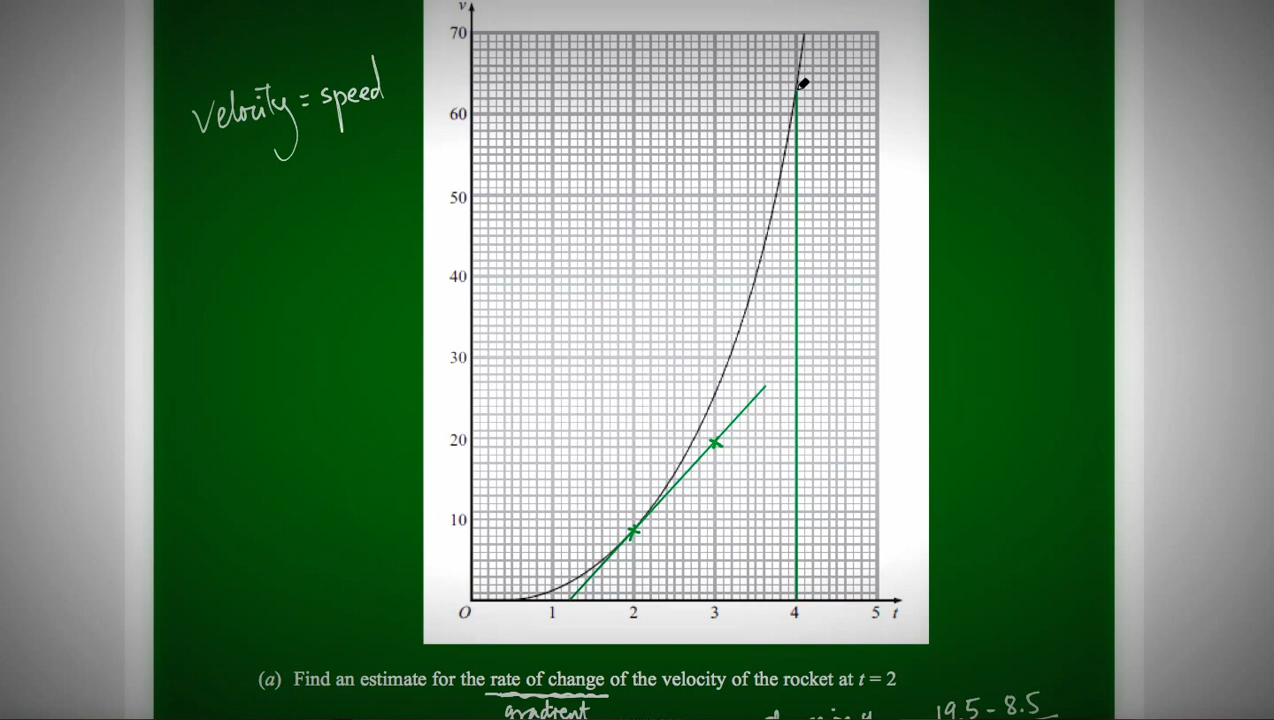 v
70
velocity = speed
60
50
40
30
20
10
O 1 2 3 4 5 t
(a) Find an estimate for the rate of change of the velocity of the rocket at t = 2
gradient
19.5 - 8.5